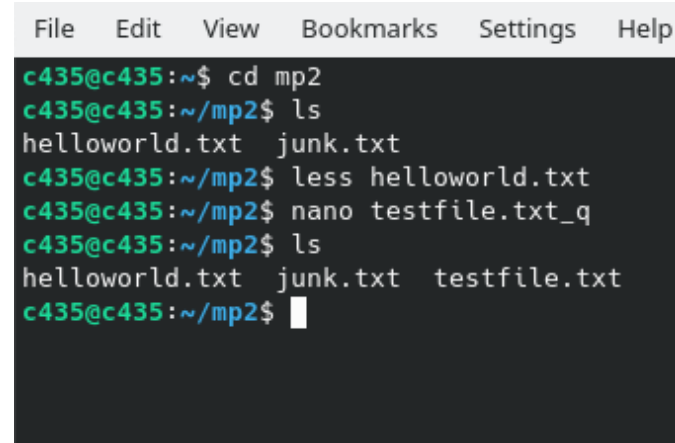 File Edit View Bookmarks Settings Help
c435@c435:~$ cd mp2
c435@c435:~/mp2$ ls
helloworld.txt  junk.txt
c435@c435:~/mp2$ less helloworld.txt
c435@c435:~/mp2$ nano testfile.txt_q
c435@c435:~/mp2$ ls
helloworld.txt  junk.txt  testfile.txt
c435@c435:~/mp2$